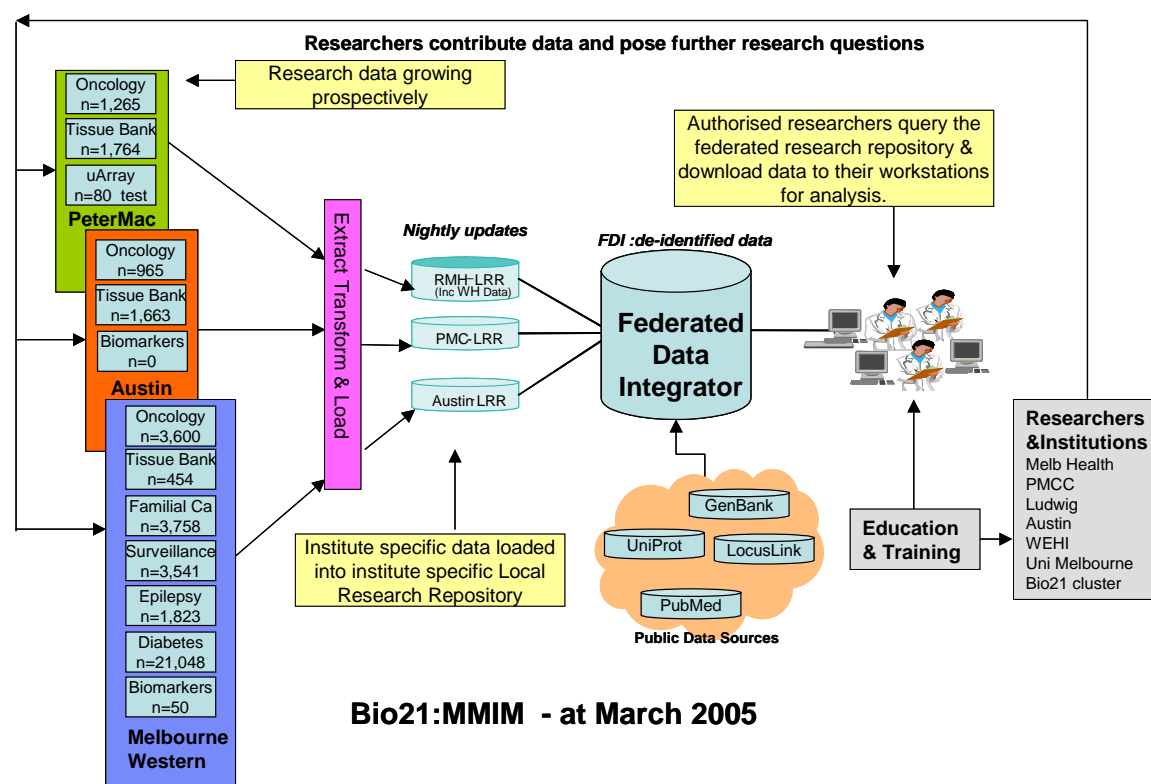 Researchers contribute data and pose further research questions
Oncology
n=1,265
Tissue Bank
n=1,764
uArray
n=80 test
PeterMac
Research data growing
prospectively
Authorised researchers query the
federated research repository &
download data to their workstations
for analysis.
Oncology
n=965
Tissue Bank
n=1,663
Biomarkers
n=0
Austin
Oncology
n=3,600
Tissue Bank
n=454
Familial Ca
n=3,758
Surveillance
n=3,541
Epilepsy
n=1,823
Diabetes
n=21,048
Biomarkers
n=50
Melbourne
Western
Extract Transform & Load
Nightly updates
RMH-LRR
(Inc WH Data)
PMC-LRR
Austin-LRR
Institute specific data loaded
into institute specific Local
Research Repository
FDI :de-identified data
Federated
Data
Integrator
GenBank
UniProt
LocusLink
PubMed
Public Data Sources
Education
& Training
Researchers
&Institutions
Melb Health
PMCC
Ludwig
Austin
WEHI
Uni Melbourne
Bio21 cluster
Bio21:MMIM - at March 2005